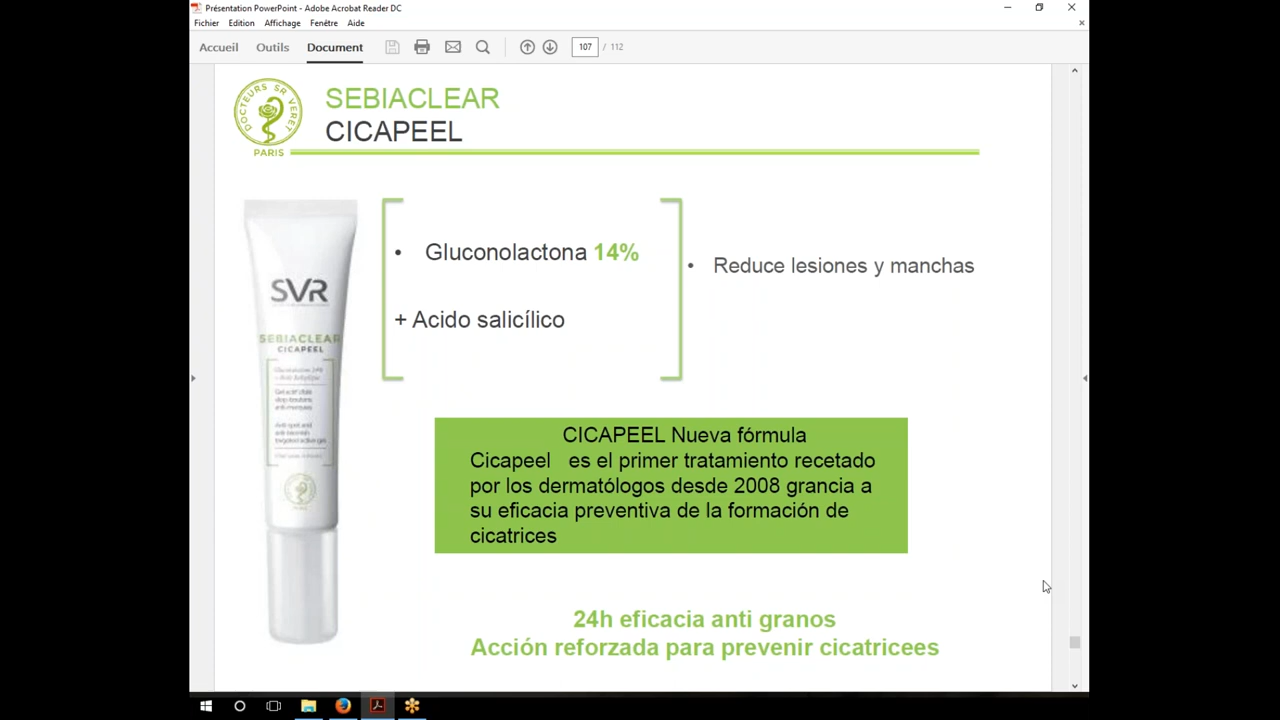 Présentation PowerPoint - Adobe Acrobat Reader DC
Fichier Edition Affichage Fenêtre Aide
Accueil Outils Document 107 / 112
DOCTEURS SR VERET
PARIS
SEBIACLEAR
CICAPEEL
• Gluconolactona 14%
+ Acido salicílico
• Reduce lesiones y manchas
SVR
SEBIACLEAR
CICAPEEL
CICAPEEL Nueva fórmula
Cicapeel es el primer tratamiento recetado
por los dermatólogos desde 2008 grancia a
su eficacia preventiva de la formación de
cicatrices
24h eficacia anti granos
Acción reforzada para prevenir cicatricees